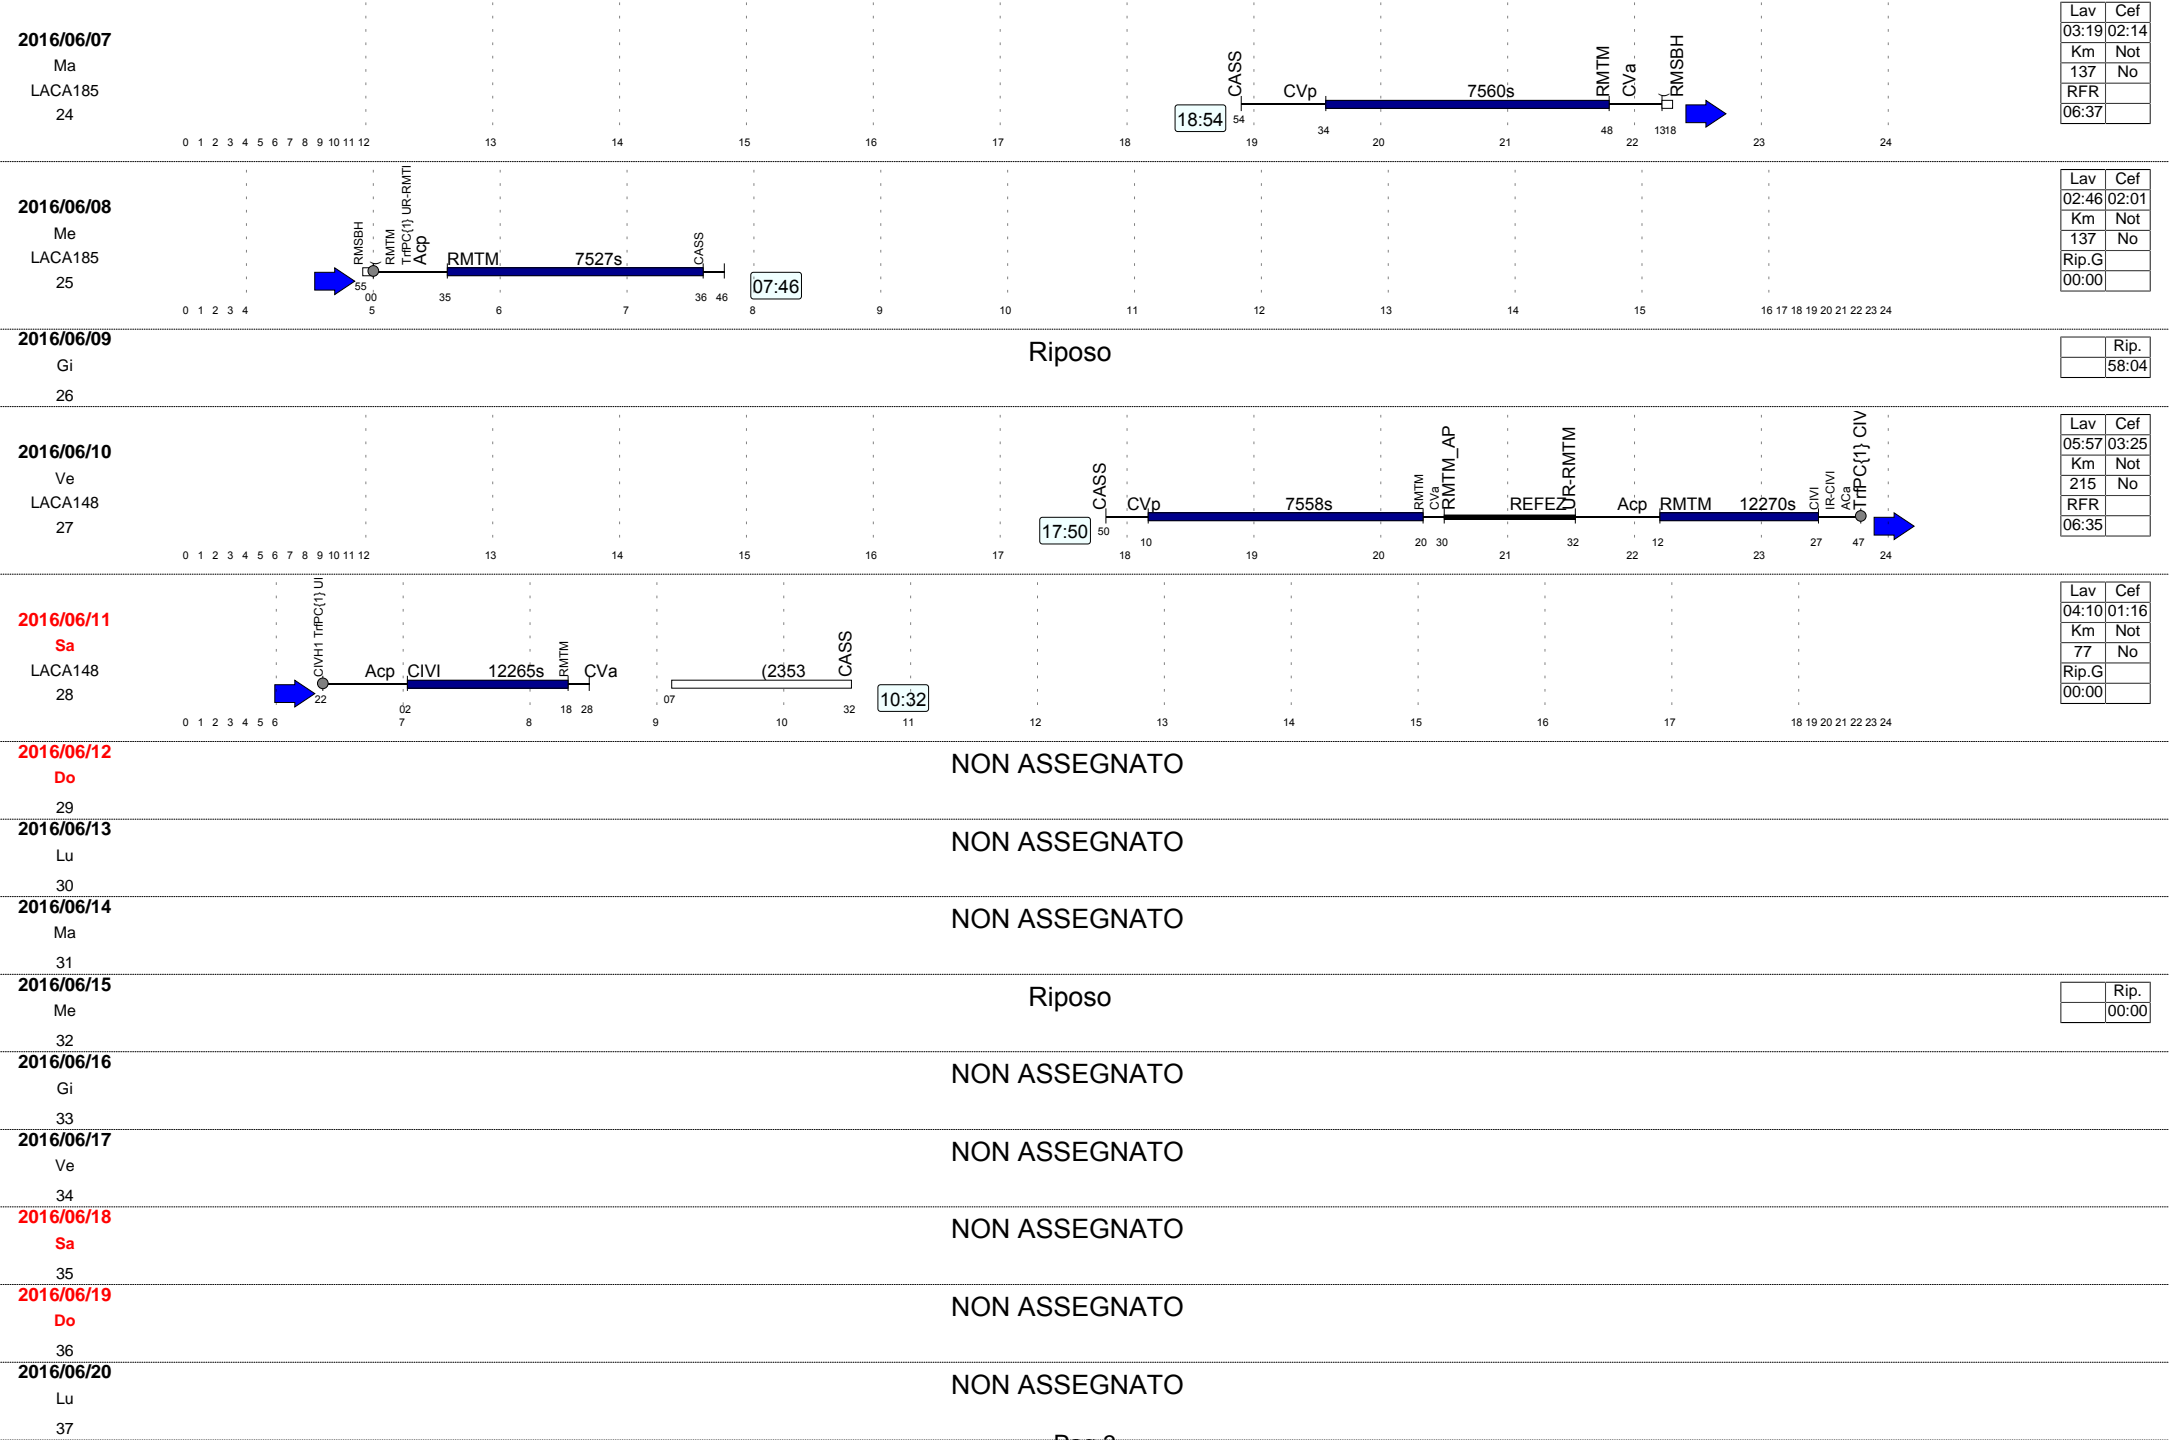 2016/06/07
Ma
LACA185
24
CASS CVp 7560s RMTM CVa RMSBH
18:54 54 34 48 22 1318
0 1 2 3 4 5 6 7 8 9 10 11 12 13 14 15 16 17 18 19 20 21 22 23 24
Lav Cef
03:19 02:14
Km Not
137 No
RFR
06:37
2016/06/08
Me
LACA185
25
RMSBH RMTM TrfPC{1} UR-RMTI Acp RMTM 7527s CASS
55 00 35 36 46 07:46
0 1 2 3 4 5 6 7 8 9 10 11 12 13 14 15 16 17 18 19 20 21 22 23 24
Lav Cef
02:46 02:01
Km Not
137 No
Rip.G
00:00
2016/06/09
Gi
26
Riposo
Rip.
58:04
2016/06/10
Ve
LACA148
27
CASS CVp 7558s RMTM CVa RMTM_AP REFEZ UR-RMTM Acp RMTM 12270s CIVI IR-CIVI ACa TrfPC{1} CIV
17:50 50 10 20 30 32 12 27 47
0 1 2 3 4 5 6 7 8 9 10 11 12 13 14 15 16 17 18 19 20 21 22 23 24
Lav Cef
05:57 03:25
Km Not
215 No
RFR
06:35
2016/06/11
Sa
LACA148
28
CIVH1 TrfPC{1} UI Acp CIVI 12265s RMTM CVa (2353 CASS
22 02 18 28 07 32 10:32
0 1 2 3 4 5 6 7 8 9 10 11 12 13 14 15 16 17 18 19 20 21 22 23 24
Lav Cef
04:10 01:16
Km Not
77 No
Rip.G
00:00
2016/06/12
Do
29
NON ASSEGNATO
2016/06/13
Lu
30
NON ASSEGNATO
2016/06/14
Ma
31
NON ASSEGNATO
2016/06/15
Me
32
Riposo
Rip.
00:00
2016/06/16
Gi
33
NON ASSEGNATO
2016/06/17
Ve
34
NON ASSEGNATO
2016/06/18
Sa
35
NON ASSEGNATO
2016/06/19
Do
36
NON ASSEGNATO
2016/06/20
Lu
37
NON ASSEGNATO